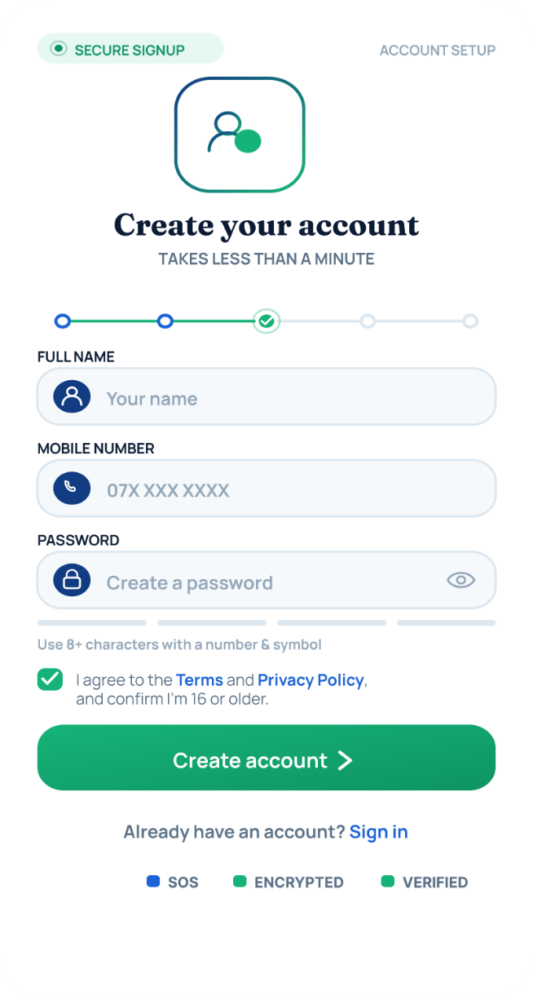 SECURE SIGNUP
ACCOUNT SETUP
Create your account
TAKES LESS THAN A MINUTE
FULL NAME
Your name
MOBILE NUMBER
07X XXX XXXX
PASSWORD
Create a password
Use 8+ characters with a number & symbol
I agree to the Terms and Privacy Policy,
and confirm I'm 16 or older.
Create account
Already have an account? Sign in
SOS
ENCRYPTED
VERIFIED